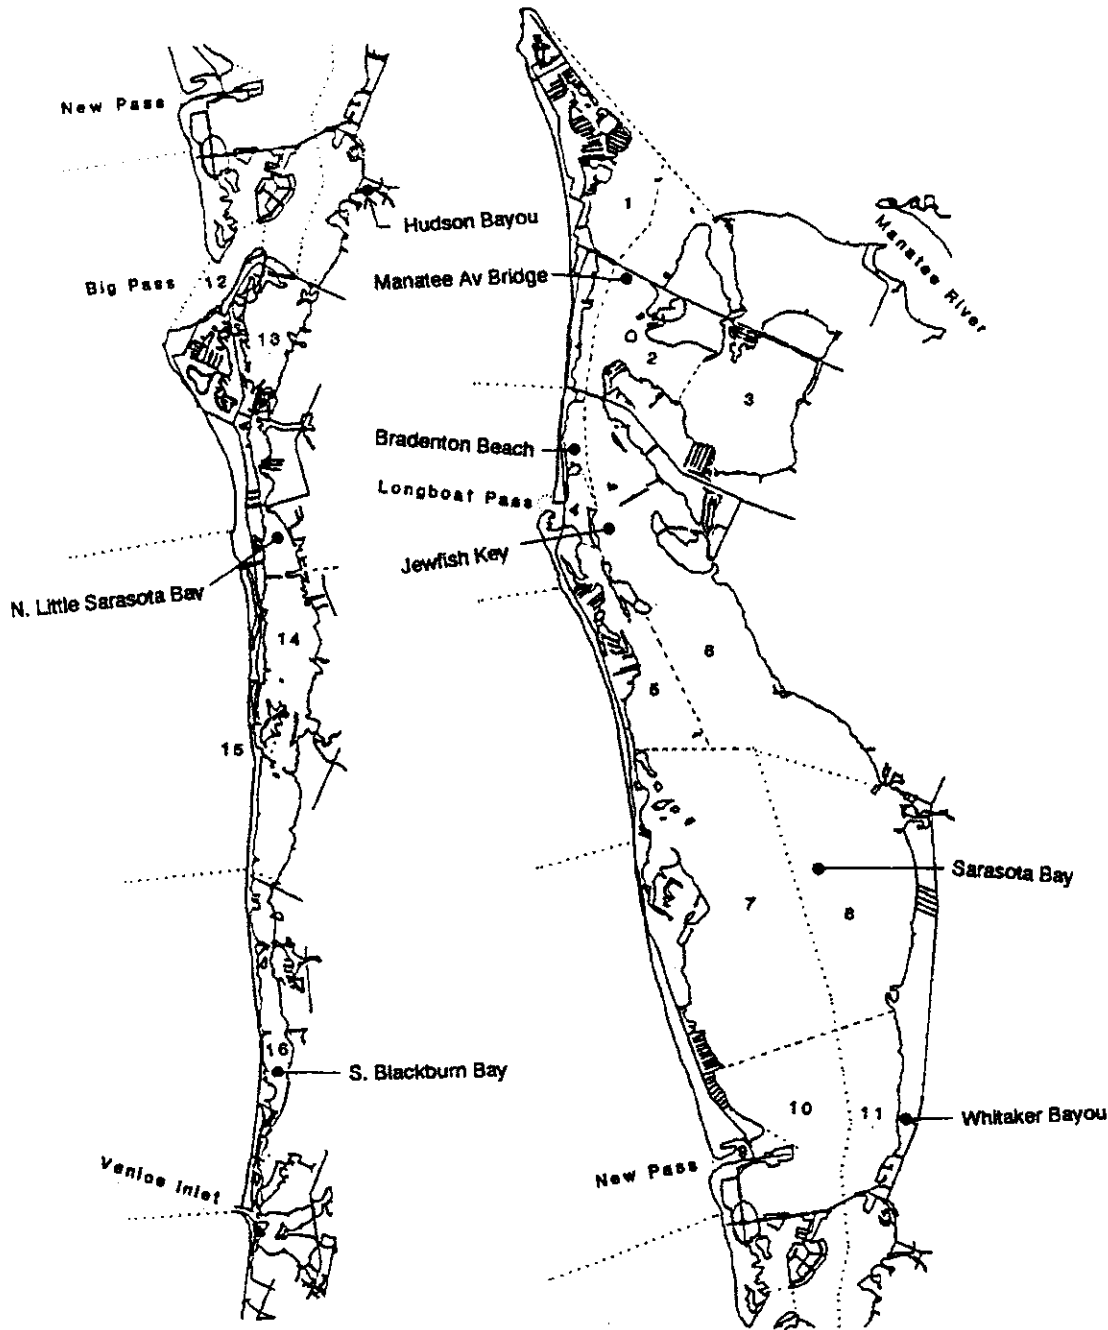 New Pass
Hudson Bayou
Big Pass
12
13
N. Little Sarasota Bay
14
15
16
S. Blackburn Bay
Venice Inlet
1
Manatee River
Manatee Av Bridge
2
3
Bradenton Beach
Longboat Pass
4
4
Jewfish Key
6
5
Sarasota Bay
7
8
10
11
Whitaker Bayou
9
New Pass